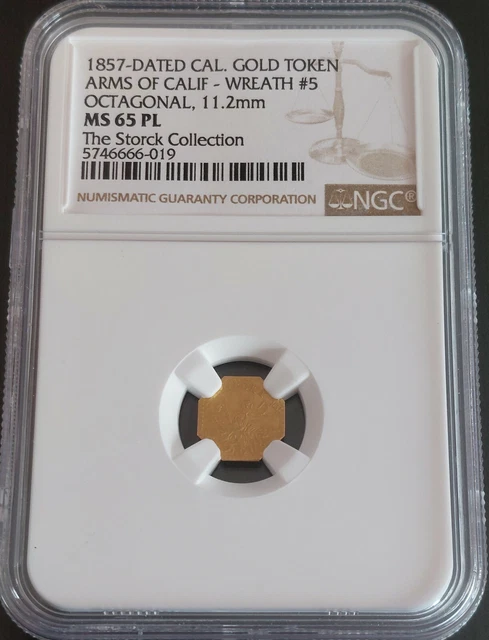 1857-DATED CAL. GOLD TOKEN
ARMS OF CALIF - WREATH #5
OCTAGONAL, 11.2mm
MS 65 PL
The Storck Collection
5746666-019
NUMISMATIC GUARANTY CORPORATION NGC®